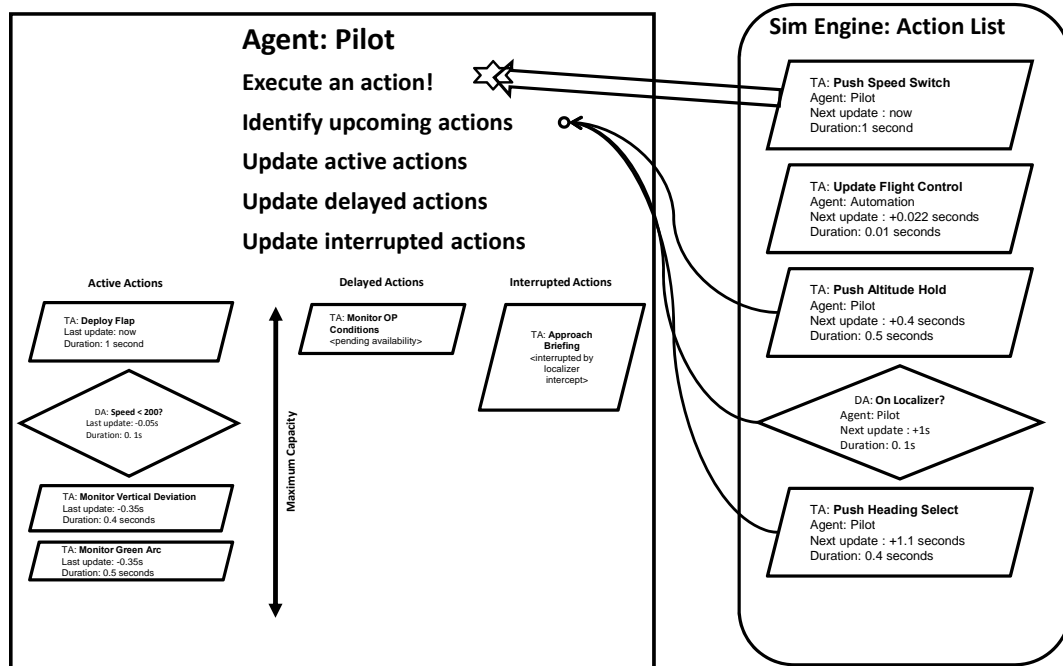 Agent: Pilot
Execute an action!
Identify upcoming actions
Update active actions
Update delayed actions
Update interrupted actions
Active Actions
TA: Deploy Flap
Last update: now
Duration: 1 second
DA: Speed < 200?
Last update: -0.05s
Duration: 0. 1s
TA: Monitor Vertical Deviation
Last update: -0.35s
Duration: 0.4 seconds
TA: Monitor Green Arc
Last update: -0.35s
Duration: 0.5 seconds
Maximum Capacity
Delayed Actions
TA: Monitor OP
Conditions
<pending availability>
Interrupted Actions
TA: Approach
Briefing
<interrupted by
localizer
intercept>
Sim Engine: Action List
TA: Push Speed Switch
Agent: Pilot
Next update : now
Duration:1 second
TA: Update Flight Control
Agent: Automation
Next update : +0.022 seconds
Duration: 0.01 seconds
TA: Push Altitude Hold
Agent: Pilot
Next update : +0.4 seconds
Duration: 0.5 seconds
DA: On Localizer?
Agent: Pilot
Next update : +1s
Duration: 0. 1s
TA: Push Heading Select
Agent: Pilot
Next update : +1.1 seconds
Duration: 0.4 seconds